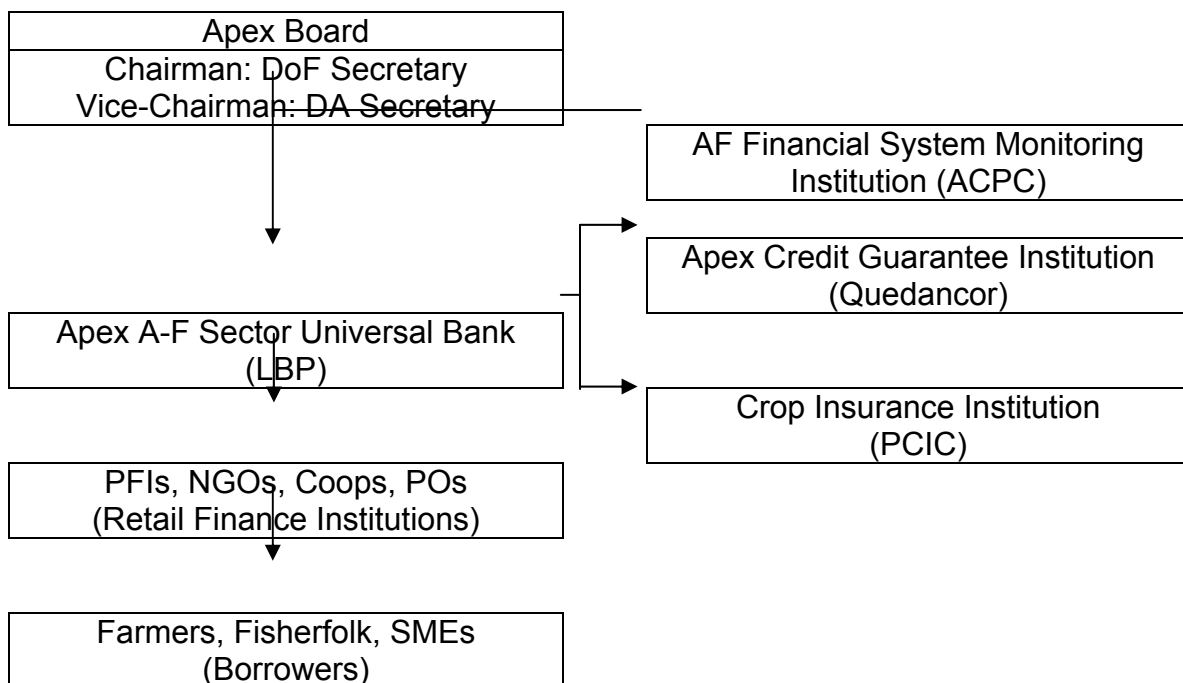 Apex Board
Chairman: DoF Secretary
Vice-Chairman: DA Secretary
AF Financial System Monitoring
Institution (ACPC)
Apex Credit Guarantee Institution
(Quedancor)
Apex A-F Sector Universal Bank
(LBP)
Crop Insurance Institution
(PCIC)
PFIs, NGOs, Coops, POs
(Retail Finance Institutions)
Farmers, Fisherfolk, SMEs
(Borrowers)